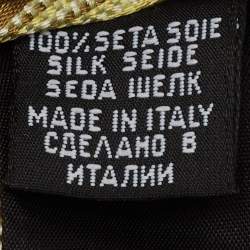 100% SETA SOIE
SILK SEIDE
SEDA ШЕЛК
MADE IN ITALY
СДЕЛАНО В
ИТАЛИИ